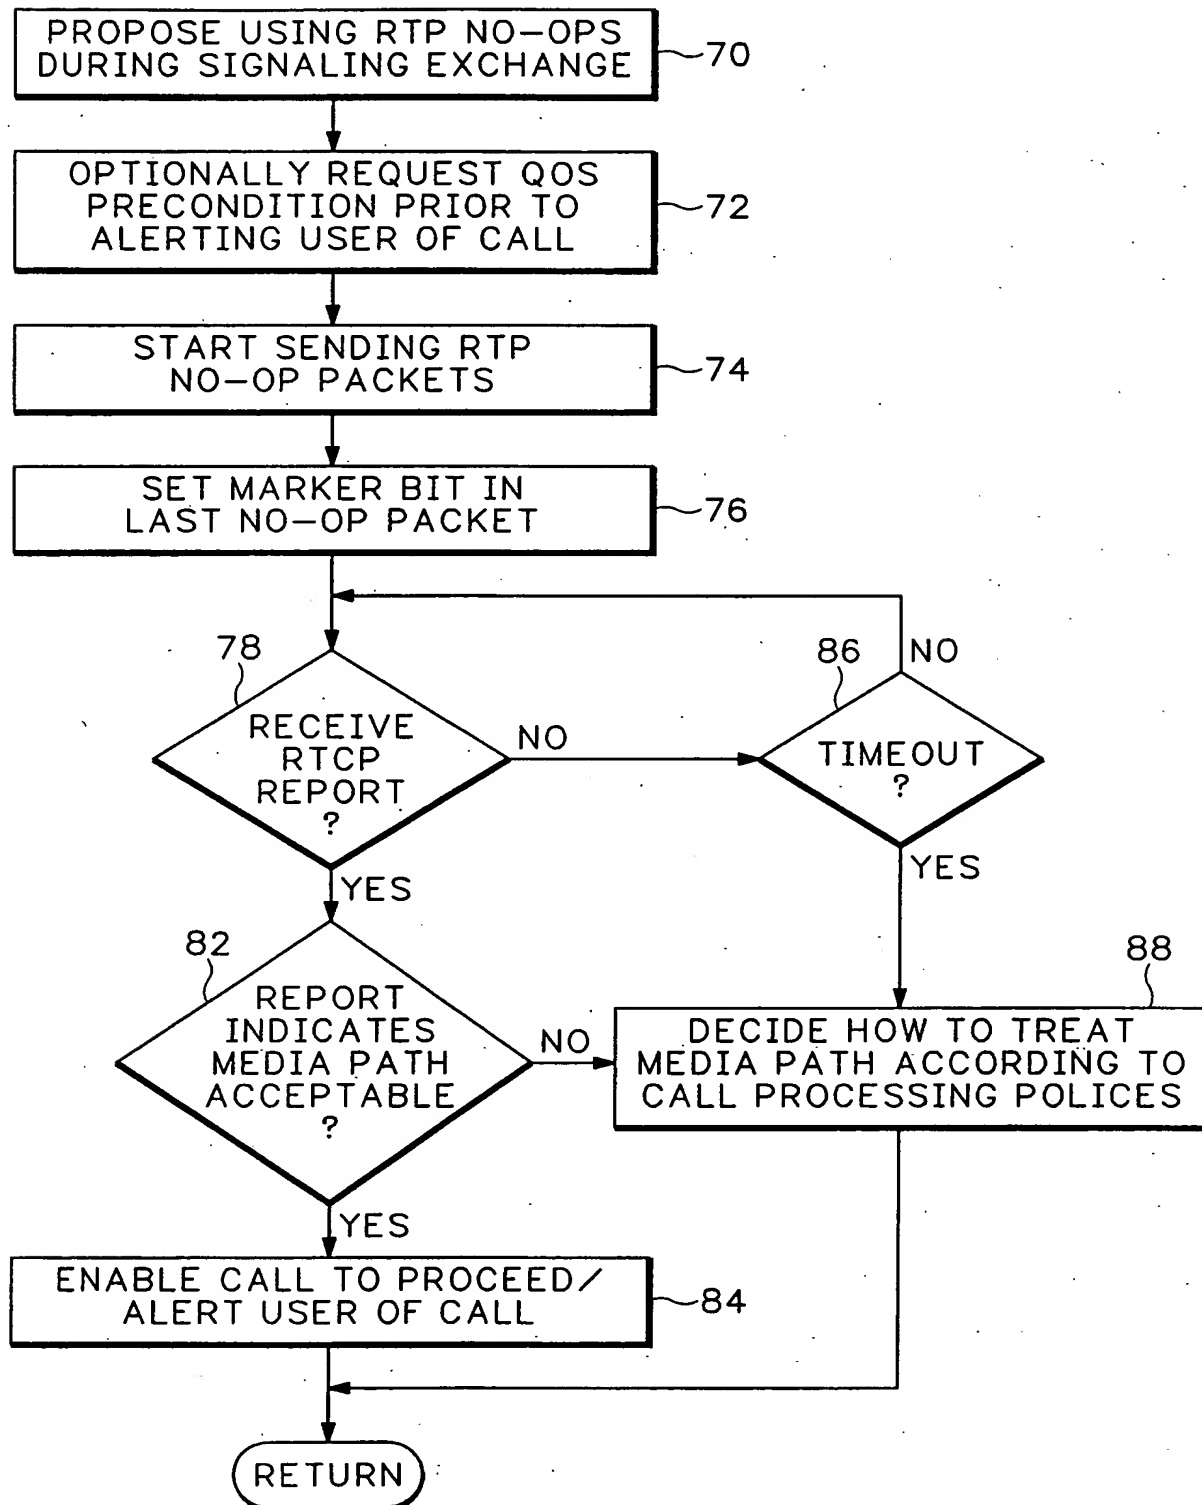 PROPOSE USING RTP NO-OPS
DURING SIGNALING EXCHANGE
70
OPTIONALLY REQUEST QOS
PRECONDITION PRIOR TO
ALERTING USER OF CALL
72
START SENDING RTP
NO-OP PACKETS
74
SET MARKER BIT IN
LAST NO-OP PACKET
76
78
RECEIVE
RTCP
REPORT
?
NO
86
NO
TIMEOUT
?
YES
YES
82
REPORT
INDICATES
MEDIA PATH
ACCEPTABLE
?
NO
88
DECIDE HOW TO TREAT
MEDIA PATH ACCORDING TO
CALL PROCESSING POLICES
YES
ENABLE CALL TO PROCEED/
ALERT USER OF CALL
84
RETURN